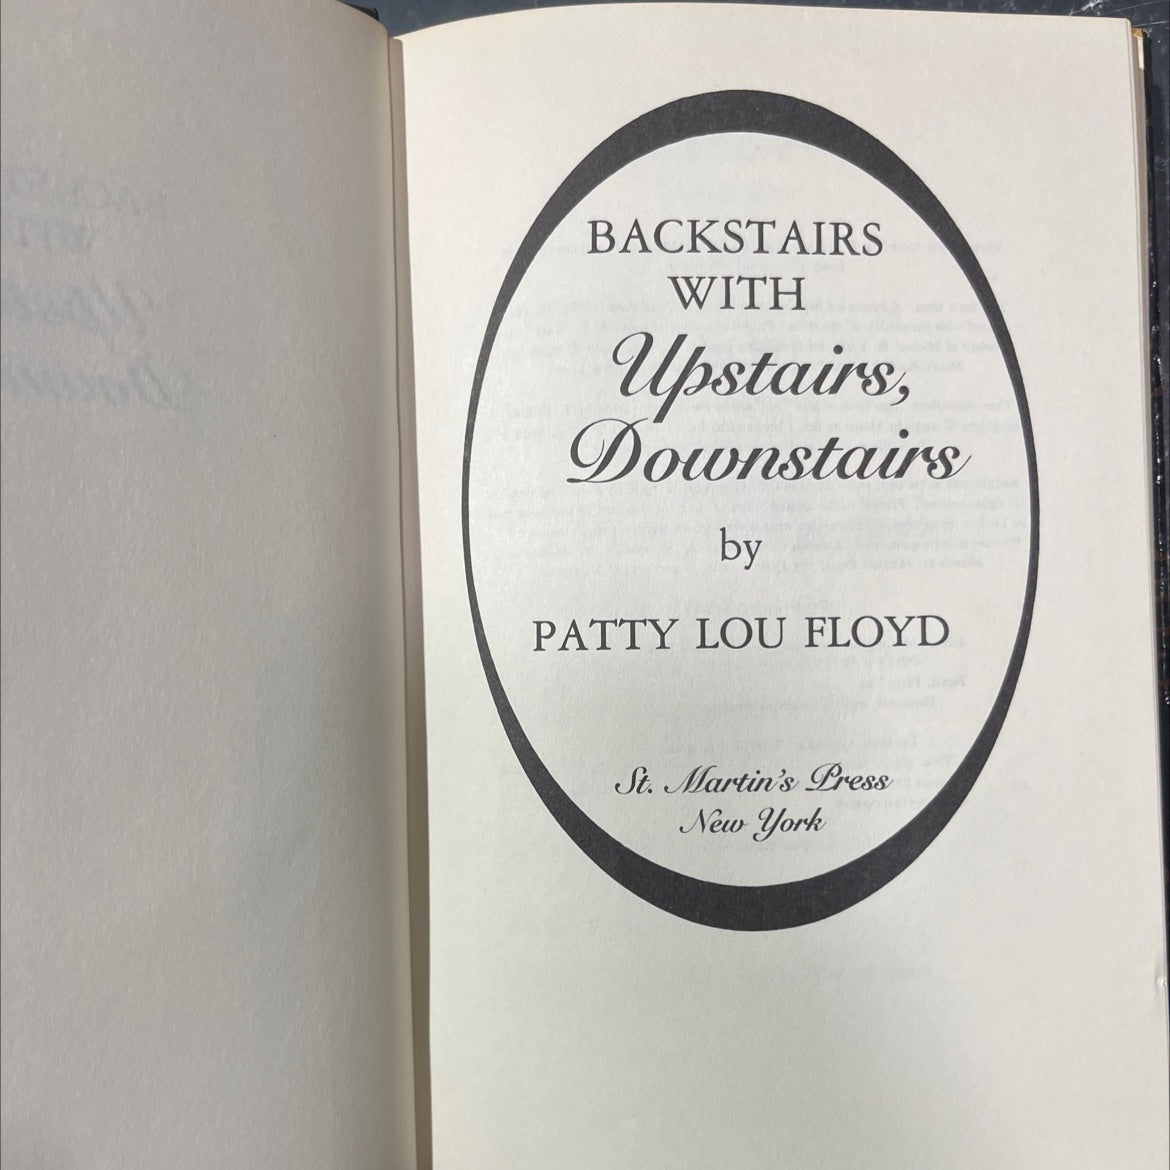 BACKSTAIRS
WITH
Upstairs,
Downstairs
by
PATTY LOU FLOYD
St. Martin's Press
New York